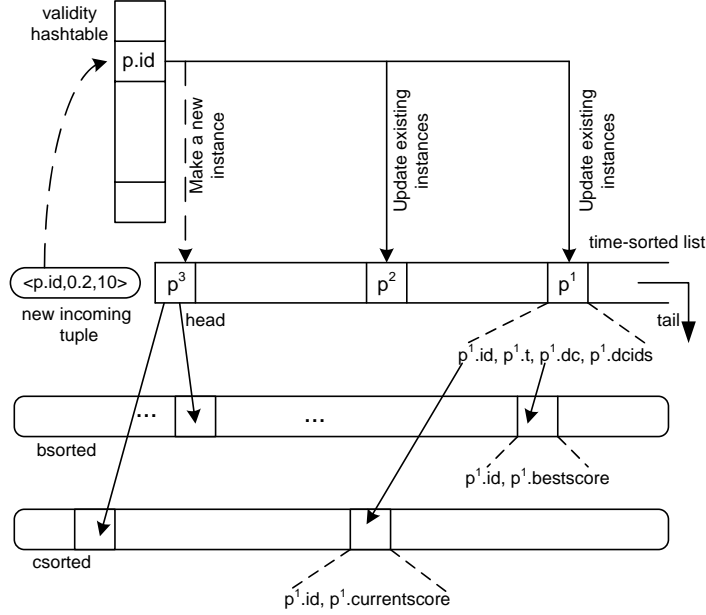 validity
hashtable
p.id
Make a new
instance
Update existing
instances
Update existing
instances
time-sorted list
<p.id,0.2,10>
new incoming
tuple
p³
p²
p¹
head
tail
p¹.id, p¹.t, p¹.dc, p¹.dcids
...
...
bsorted
p¹.id, p¹.bestscore
csorted
p¹.id, p¹.currentscore